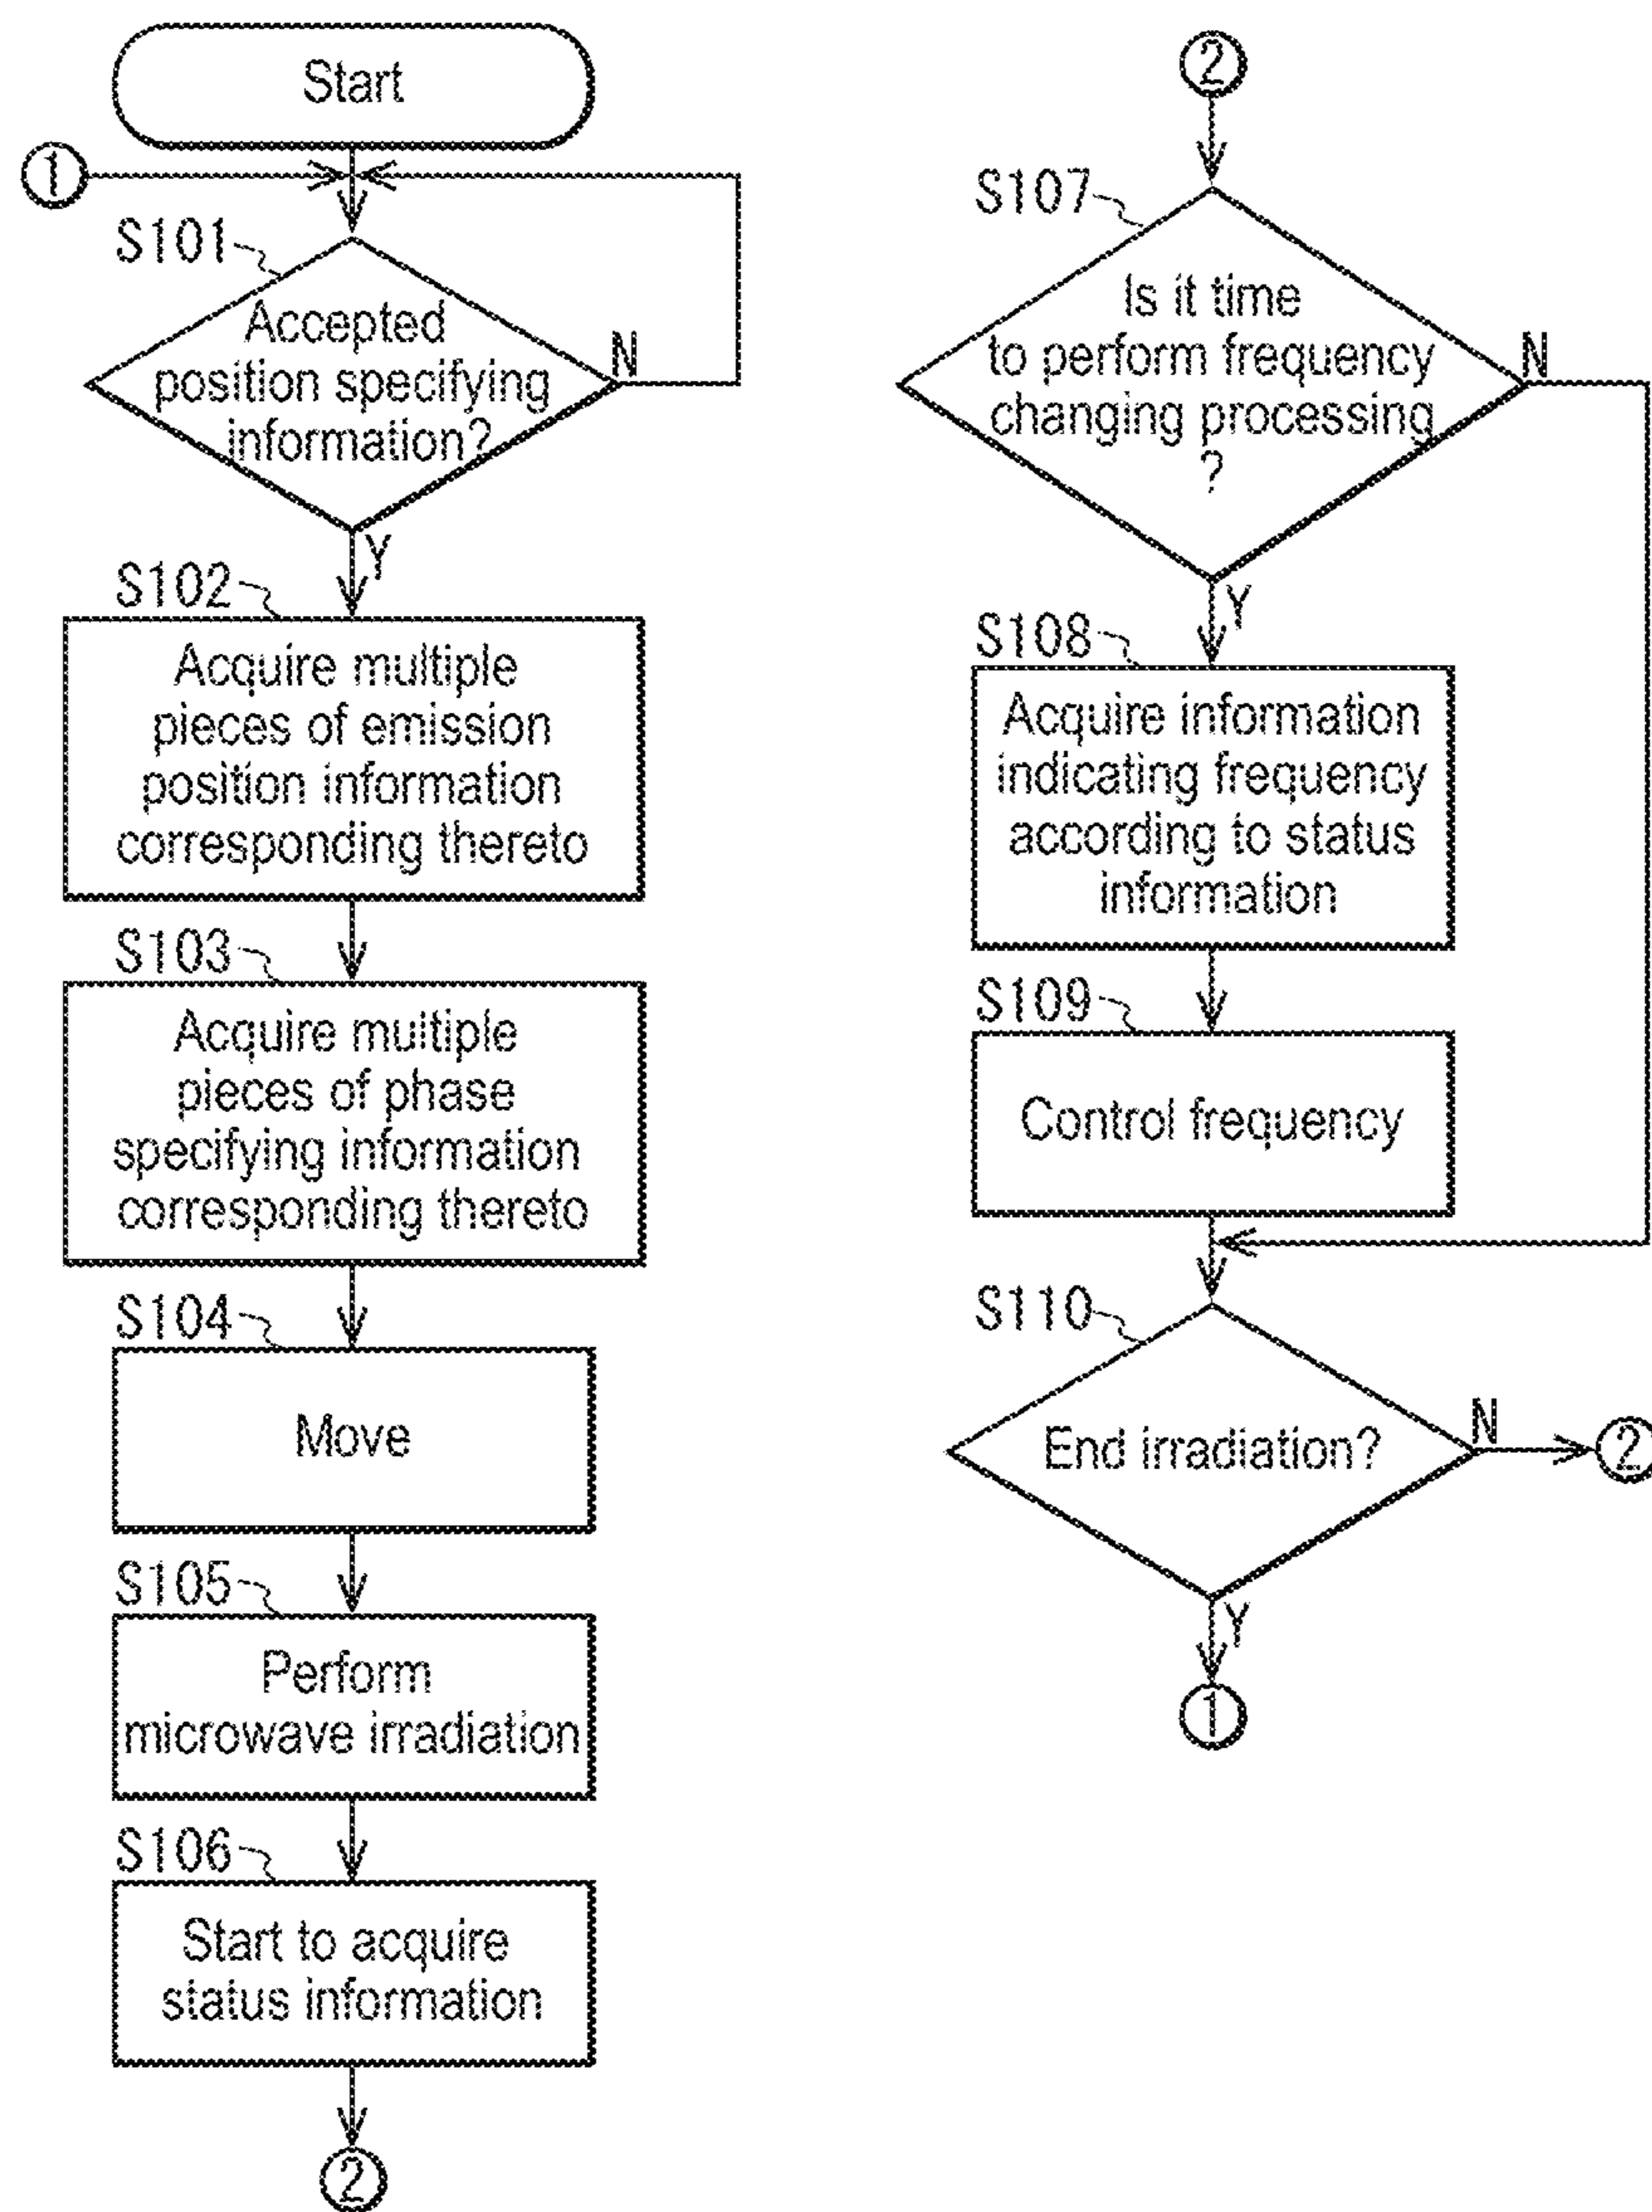 Start
①
S101
Accepted
position specifying
information?
N
Y
S102
Acquire multiple
pieces of emission
position information
corresponding thereto
S103
Acquire multiple
pieces of phase
specifying information
corresponding thereto
S104
Move
S105
Perform
microwave irradiation
S106
Start to acquire
status information
②
②
S107
Is it time
to perform frequency
changing processing
?
N
Y
S108
Acquire information
indicating frequency
according to status
information
S109
Control frequency
S110
End irradiation?
N
②
Y
①